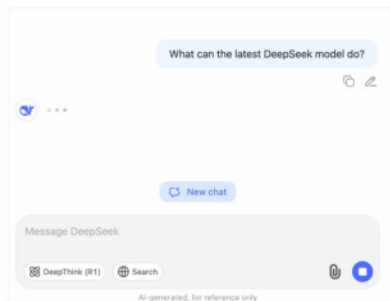 What can the latest DeepSeek model do?
New chat
Message DeepSeek
DeepThink (R1) Search
AI-generated, for reference only